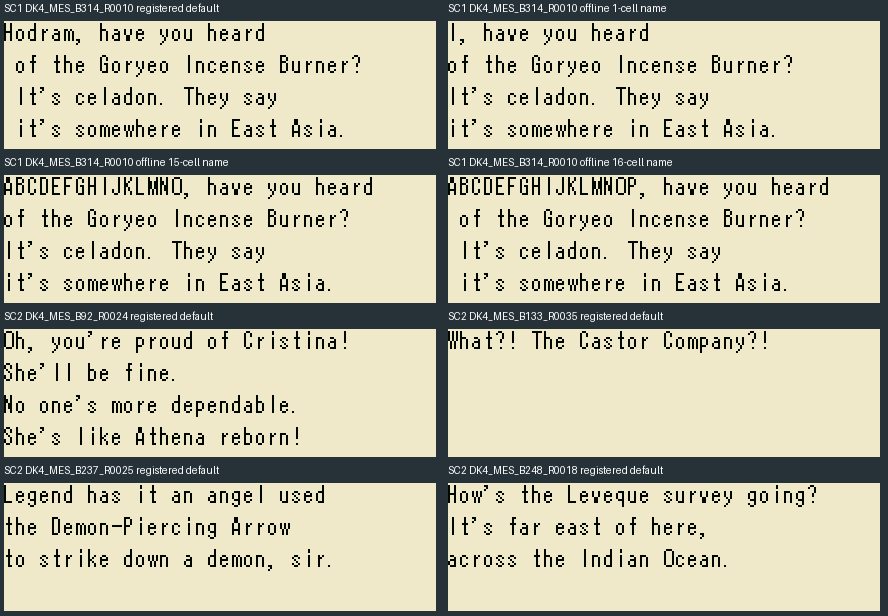 SC1 DK4_MES_B314_R0010 registered default
Hodram, have you heard
of the Goryeo Incense Burner?
It's celadon. They say
it's somewhere in East Asia.
SC1 DK4_MES_B314_R0010 offline 1-cell name
I, have you heard
of the Goryeo Incense Burner?
It's celadon. They say
it's somewhere in East Asia.
SC1 DK4_MES_B314_R0010 offline 15-cell name
ABCDEFGHIJKLMNO, have you heard
of the Goryeo Incense Burner?
It's celadon. They say
it's somewhere in East Asia.
SC1 DK4_MES_B314_R0010 offline 16-cell name
ABCDEFGHIJKLMNOP, have you heard
of the Goryeo Incense Burner?
It's celadon. They say
it's somewhere in East Asia.
SC2 DK4_MES_B92_R0024 registered default
Oh, you're proud of Cristina!
She'll be fine.
No one's more dependable.
She's like Athena reborn!
SC2 DK4_MES_B133_R0035 registered default
What?! The Castor Company?!
SC2 DK4_MES_B237_R0025 registered default
Legend has it an angel used
the Demon-Piercing Arrow
to strike down a demon, sir.
SC2 DK4_MES_B248_R0018 registered default
How's the Leveque survey going?
It's far east of here,
across the Indian Ocean.